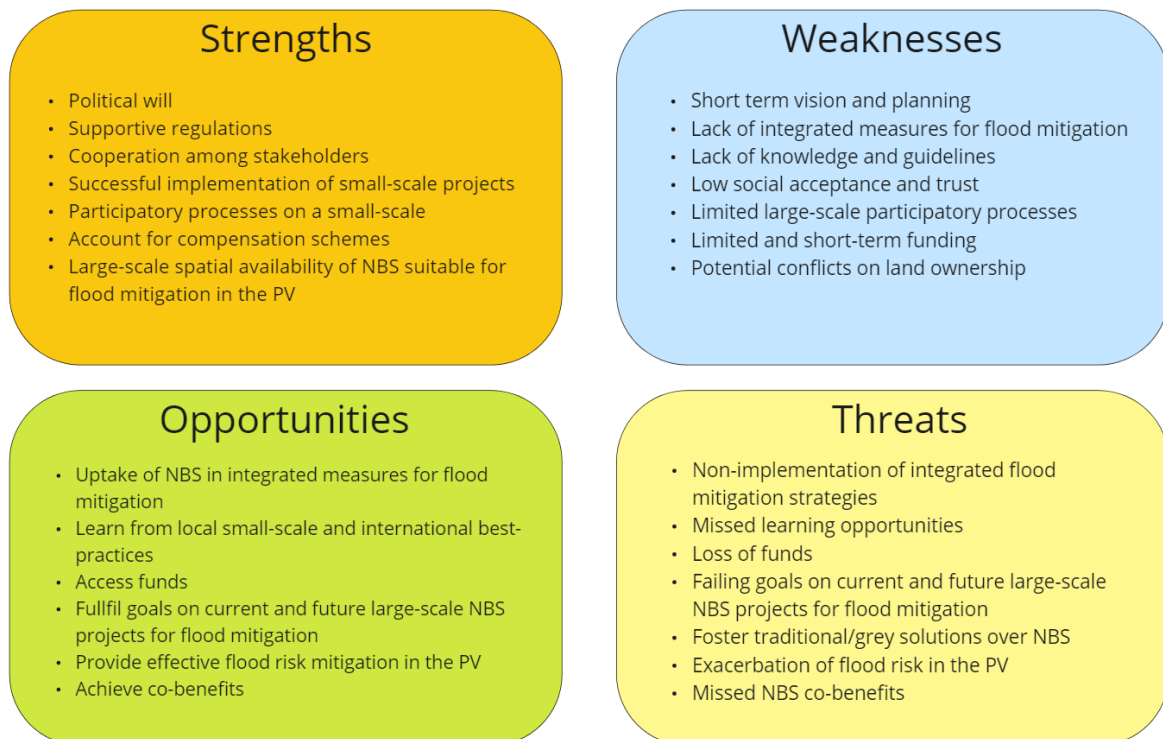 Strengths
• Political will
• Supportive regulations
• Cooperation among stakeholders
• Successful implementation of small-scale projects
• Participatory processes on a small-scale
• Account for compensation schemes
• Large-scale spatial availability of NBS suitable for
flood mitigation in the PV
Weaknesses
• Short term vision and planning
• Lack of integrated measures for flood mitigation
• Lack of knowledge and guidelines
• Low social acceptance and trust
• Limited large-scale participatory processes
• Limited and short-term funding
• Potential conflicts on land ownership
Opportunities
• Uptake of NBS in integrated measures for flood
mitigation
• Learn from local small-scale and international best-
practices
• Access funds
• Fullfil goals on current and future large-scale NBS
projects for flood mitigation
• Provide effective flood risk mitigation in the PV
• Achieve co-benefits
Threats
• Non-implementation of integrated flood
mitigation strategies
• Missed learning opportunities
• Loss of funds
• Failing goals on current and future large-scale
NBS projects for flood mitigation
• Foster traditional/grey solutions over NBS
• Exacerbation of flood risk in the PV
• Missed NBS co-benefits